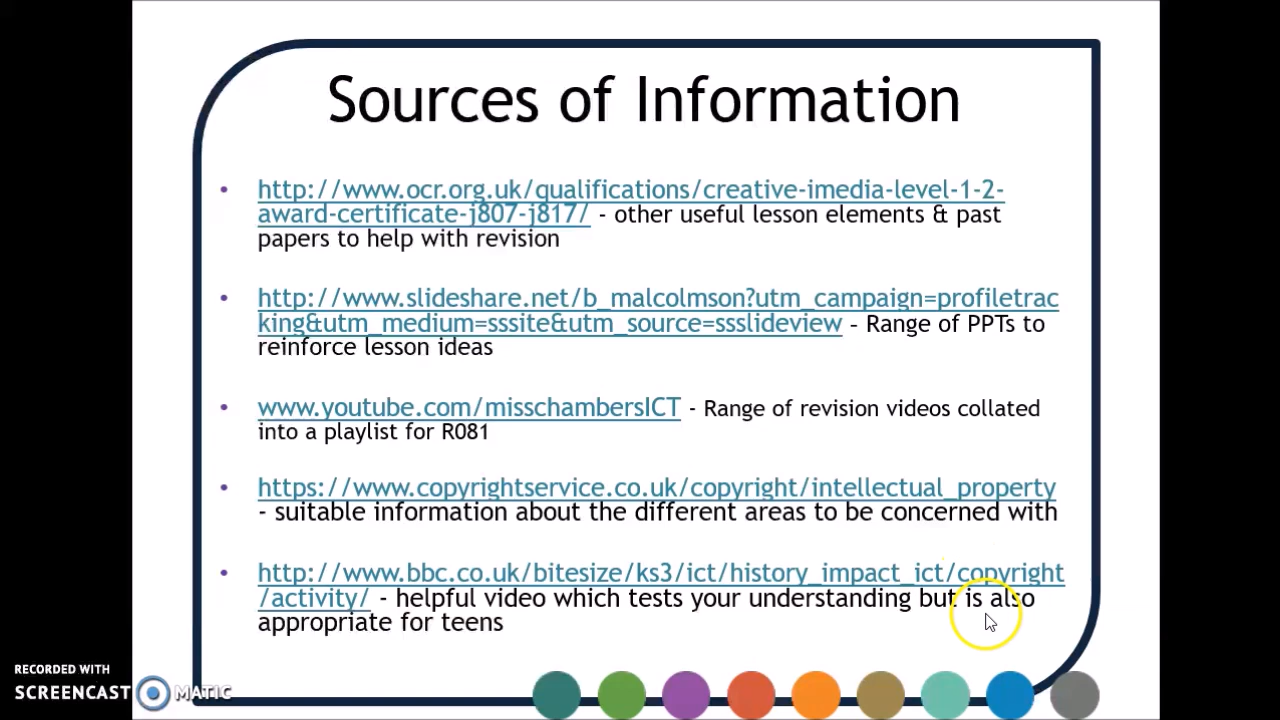 Sources of Information
• http://www.ocr.org.uk/qualifications/creative-imedia-level-1-2-
award-certificate-j807-j817/ - other useful lesson elements & past
papers to help with revision
• http://www.slideshare.net/b_malcolmson?utm_campaign=profiletrac
king&utm_medium=sssite&utm_source=ssslideview – Range of PPTs to
reinforce lesson ideas
• www.youtube.com/misschambersICT - Range of revision videos collated
into a playlist for R081
• https://www.copyrightservice.co.uk/copyright/intellectual_property
- suitable information about the different areas to be concerned with
• http://www.bbc.co.uk/bitesize/ks3/ict/history_impact_ict/copyright
/activity/ - helpful video which tests your understanding but is also
appropriate for teens
RECORDED WITH
SCREENCAST MATIC